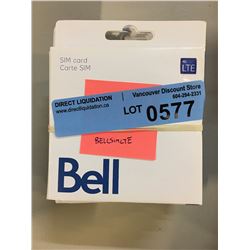 SIM card
Carte SIM
4G
LTE
DIRECT LIQUIDATION
www.directliquidation.ca
Vancouver Discount Store
604-294-2331
LOT 0577
BELLSIMLTE
Bell